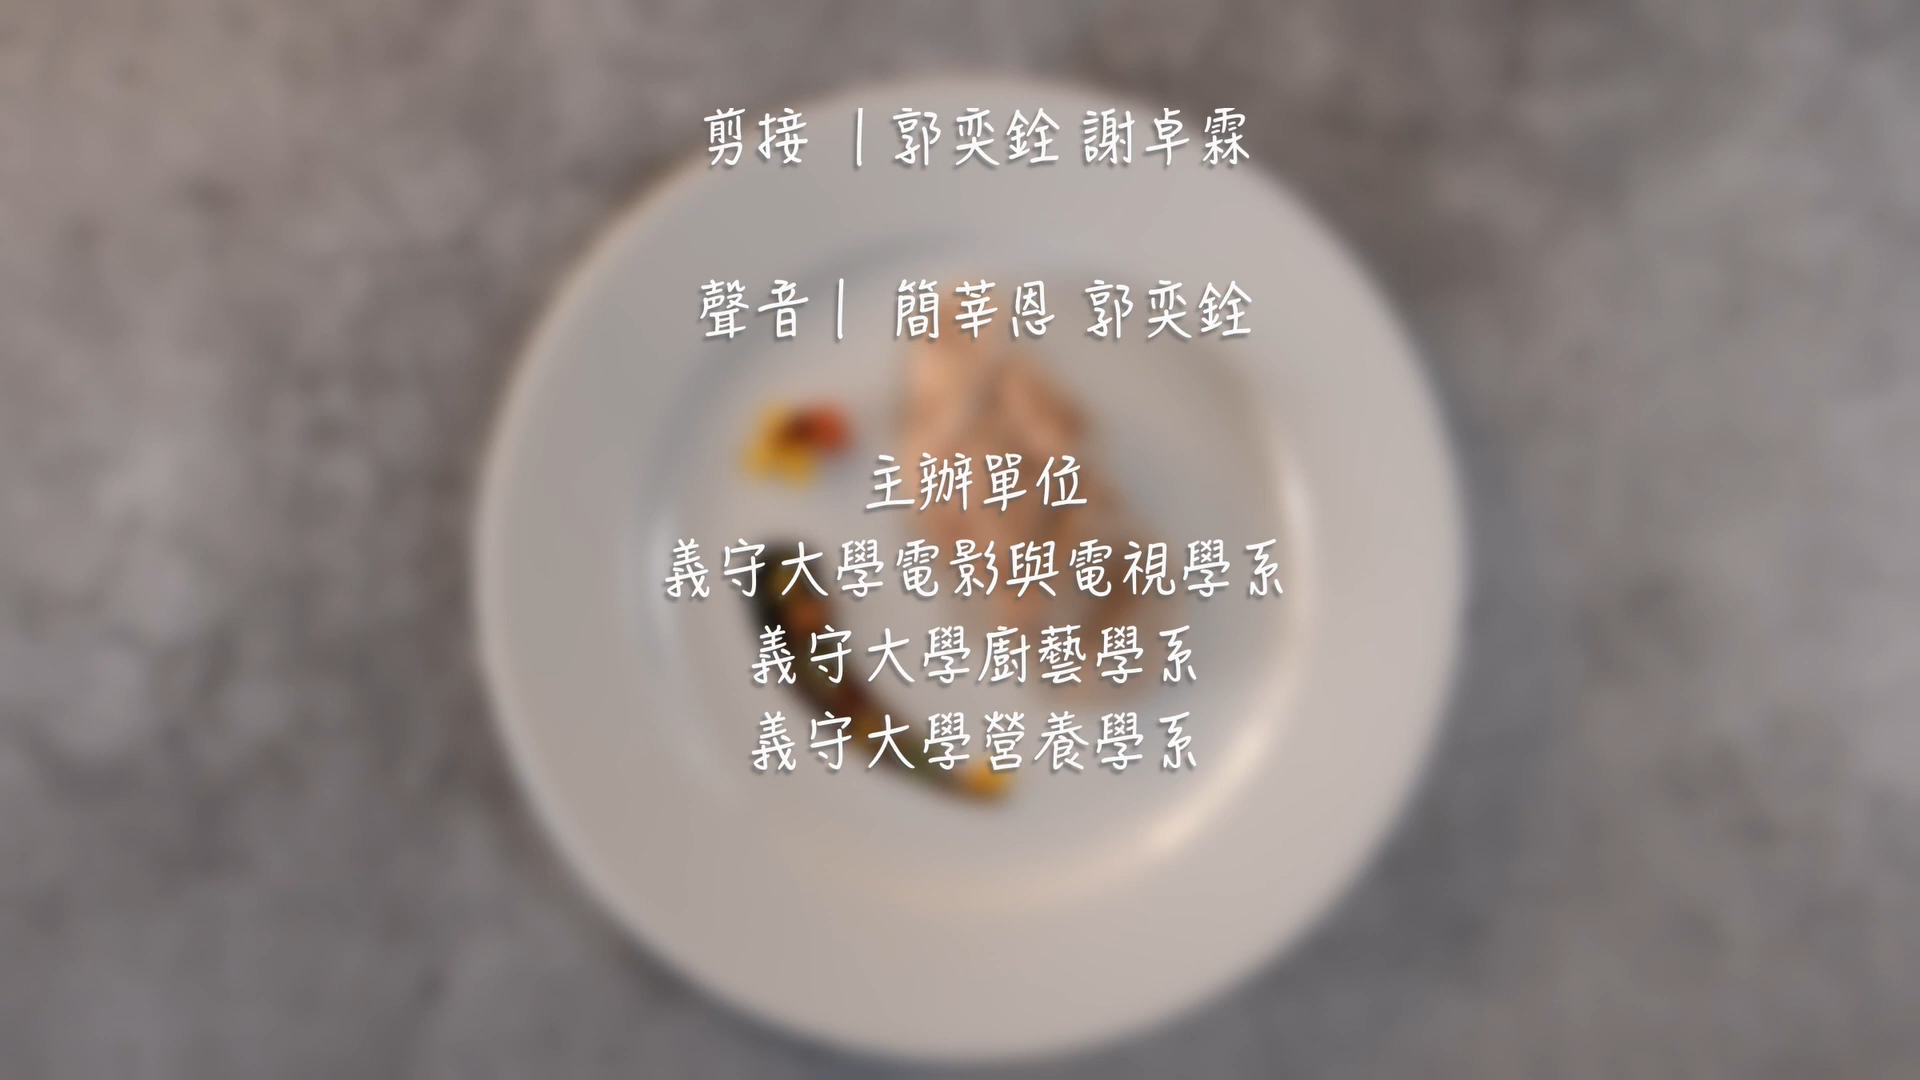 剪接 | 郭奕銓 謝卓霖
聲音 | 簡莘恩 郭奕銓
主辦單位
義守大學電影與電視學系
義守大學廚藝學系
義守大學營養學系